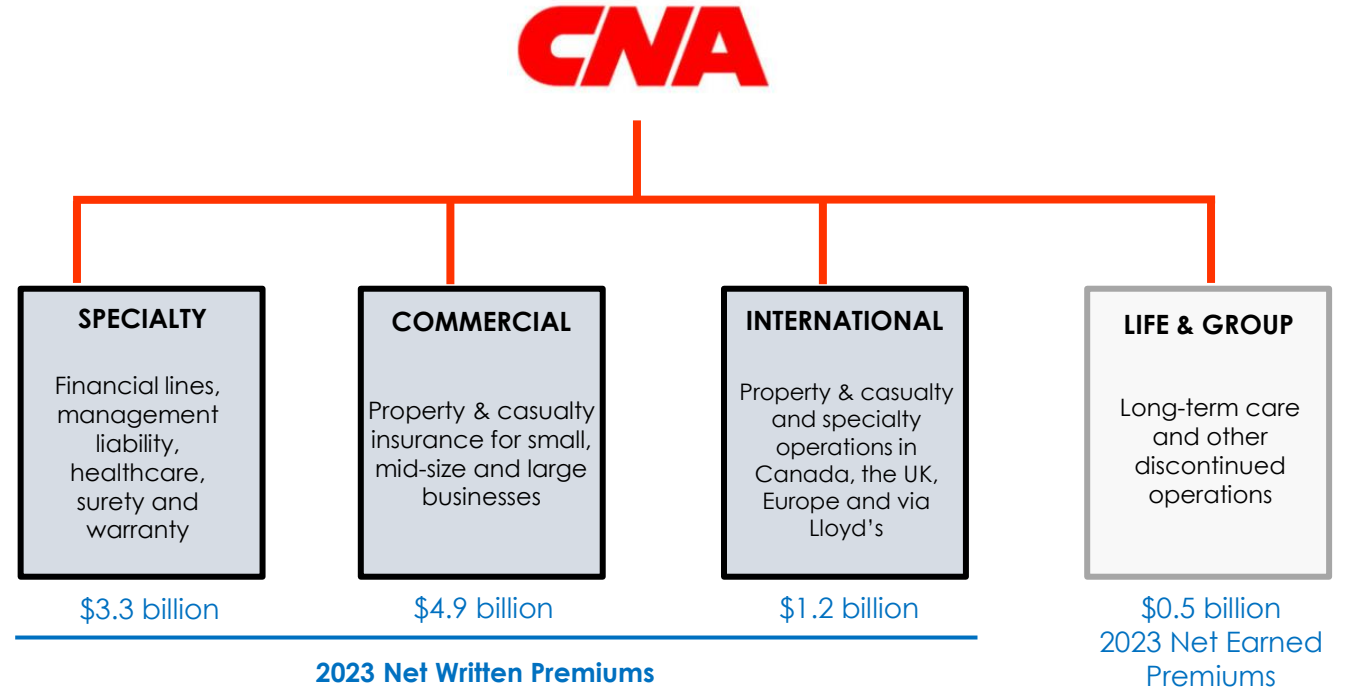 CNA
SPECIALTY
Financial lines,
management
liability,
healthcare,
surety and
warranty
$3.3 billion
COMMERCIAL
Property & casualty
insurance for small,
mid-size and large
businesses
$4.9 billion
INTERNATIONAL
Property & casualty
and specialty
operations in
Canada, the UK,
Europe and via
Lloyd’s
$1.2 billion
2023 Net Written Premiums
LIFE & GROUP
Long-term care
and other
discontinued
operations
$0.5 billion
2023 Net Earned
Premiums